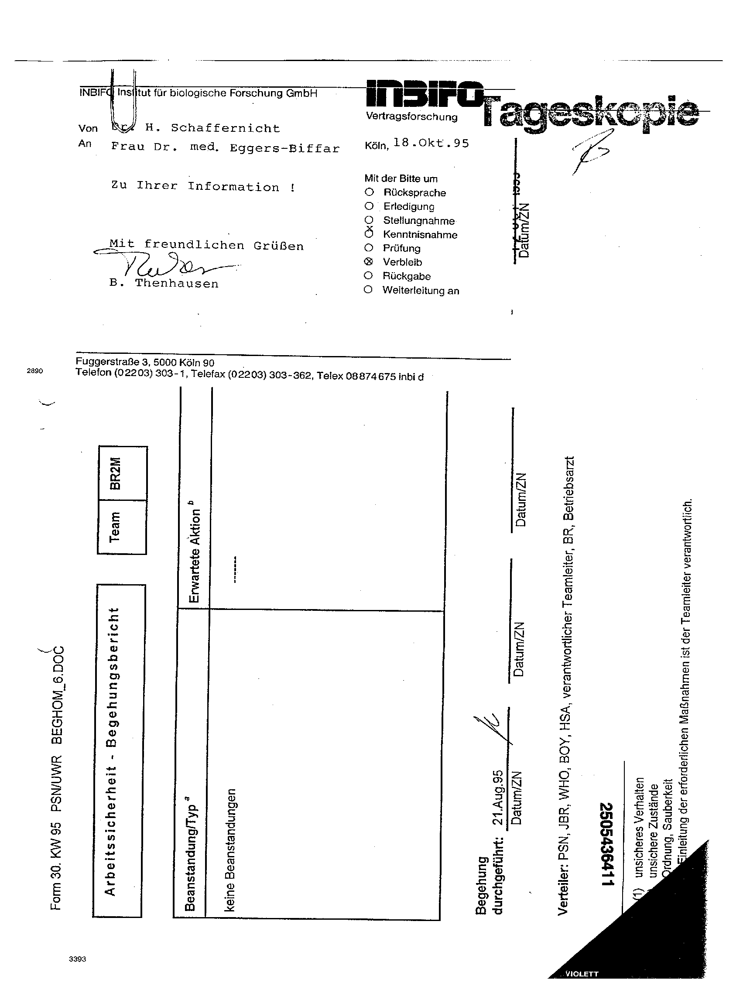 INBIFO Institut für biologische Forschung GmbH
INBIFO
Vertragsforschung
Tageskopie
Von Dr. H. Schaffernicht
An Frau Dr. med. Eggers-Biffar
Köln, 18.Okt.95
Zu Ihrer Information !
Mit der Bitte um
O Rücksprache
O Erledigung
O Stellungnahme
O Kenntnisnahme
O Prüfung
⊗ Verbleib
O Rückgabe
O Weiterleitung an
Datum/ZN
Mit freundlichen Grüßen
B. Thenhausen
Fuggerstraße 3, 5000 Köln 90
Telefon (02203) 303-1, Telefax (02203) 303-362, Telex 08874675 inbi d
2890
Form 30. KW 95 PSN/UWR BEGHOM_6.DOC
Arbeitssicherheit - Begehungsbericht
Team BR2M
Beanstandung/Typ a
Erwartete Aktion b
keine Beanstandungen
-------
Begehung
durchgeführt: 21.Aug.95
Datum/ZN
Datum/ZN
Datum/ZN
Verteiler: PSN, JBR, WHO, BOY, HSA, verantwortlicher Teamleiter, BR, Betriebsarzt
2505436411
(1) unsicheres Verhalten
unsichere Zustände
Ordnung, Sauberkeit
Einleitung der erforderlichen Maßnahmen ist der Teamleiter verantwortlich.
3393
VIOLETT